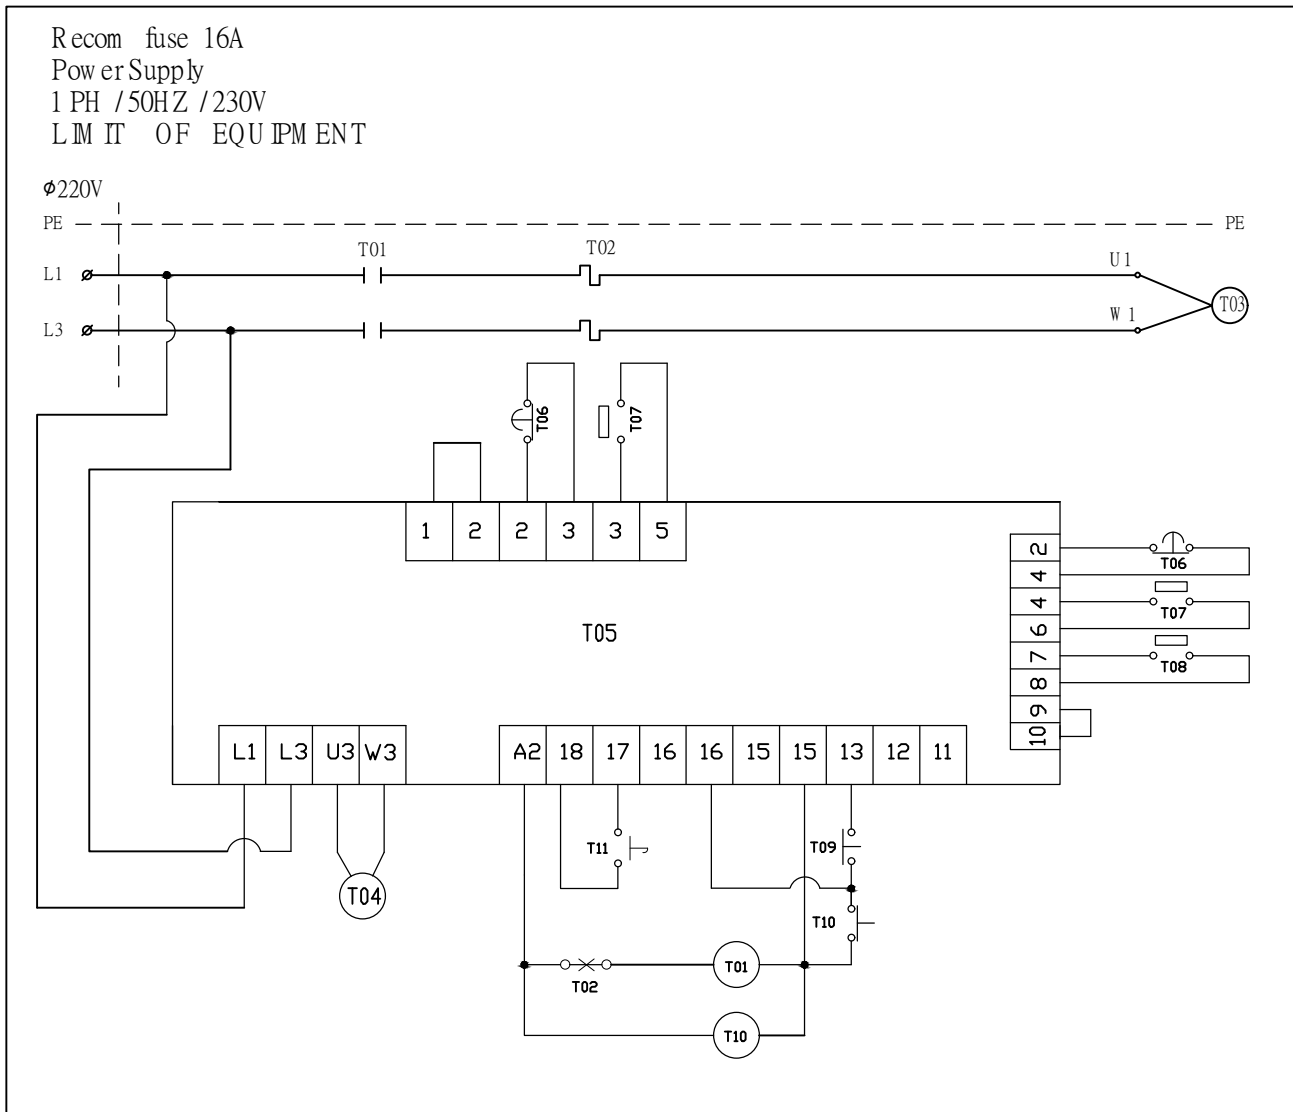 Recom fuse 16A
Power Supply
1 PH / 50HZ / 230V
LIMIT OF EQUIPMENT
ϕ220V
PE PE
T01 T02
L1 U1
T03
L3 W1
T06 T07
1 2 2 3 3 5
2
T06
4
4
T07
6
T05
7
T08
8
9
10
L1 L3 U3 W3 A2 18 17 16 16 15 15 13 12 11
T11 T09
T04
T10
T01
T02
T10